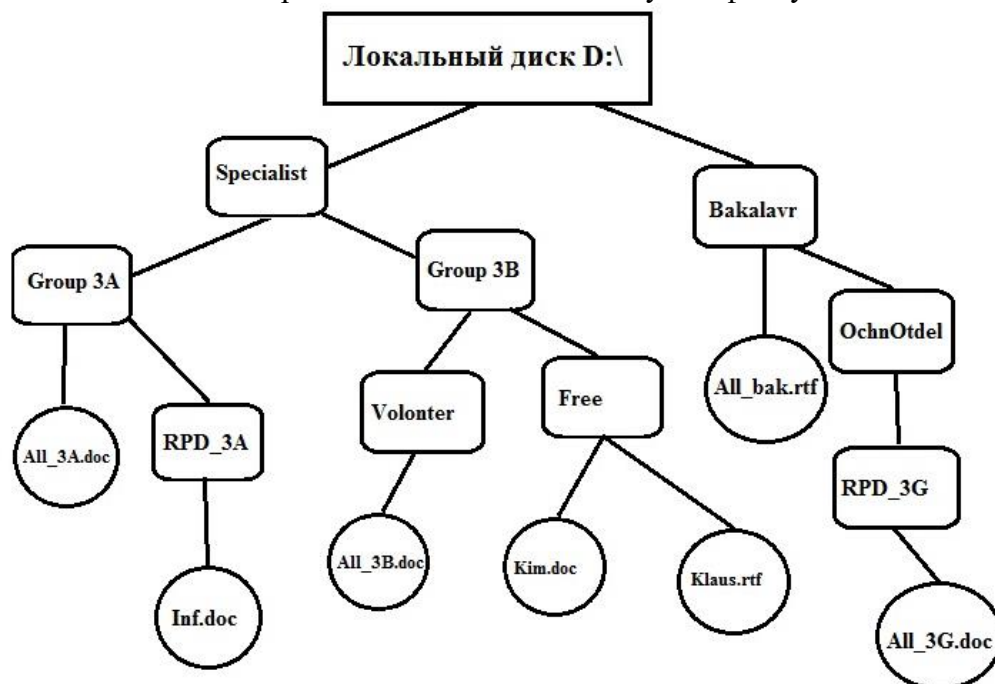 Локальный диск D:\
Specialist
Bakalavr
Group 3A
Group 3B
OchnOtdel
All_bak.rtf
Volonter
Free
All_3A.doc
RPD_3A
RPD_3G
All_3B.doc
Kim.doc
Klaus.rtf
Inf.doc
All_3G.doc